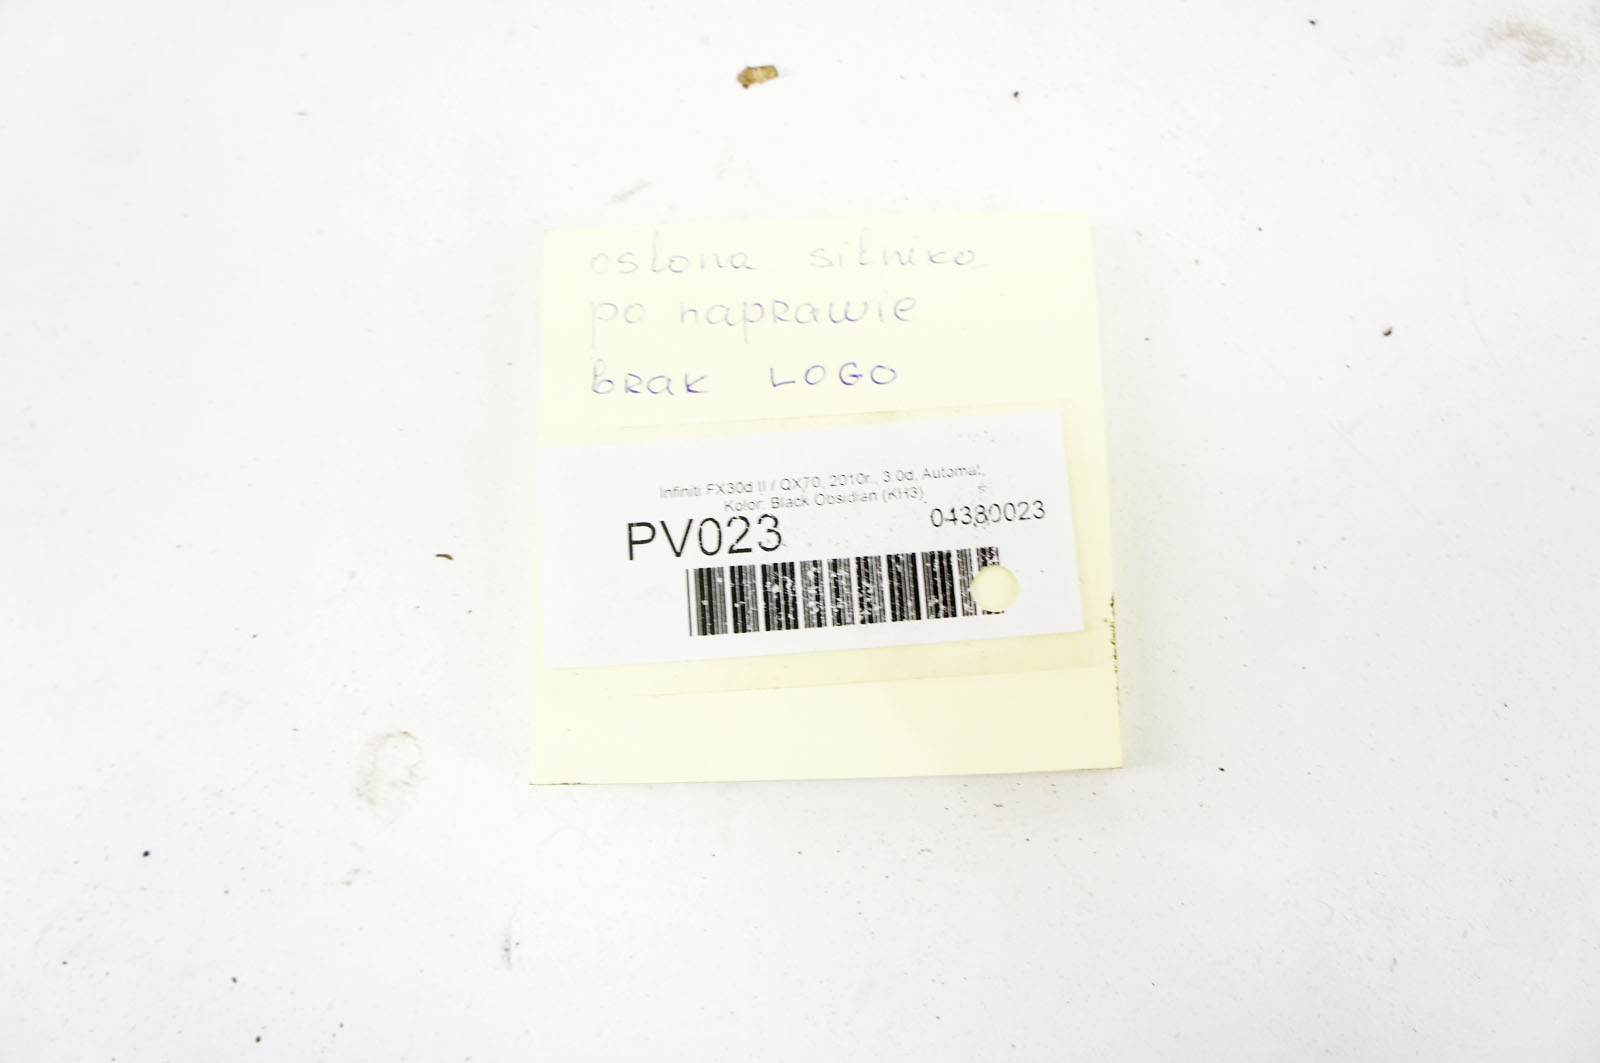 osłona silnika
po naprawie
brak LOGO
Infiniti FX30d II / QX70, 2010r., 3.0d, Automat,
Kolor: Black Obsidian (KH3)
PV023 04380023